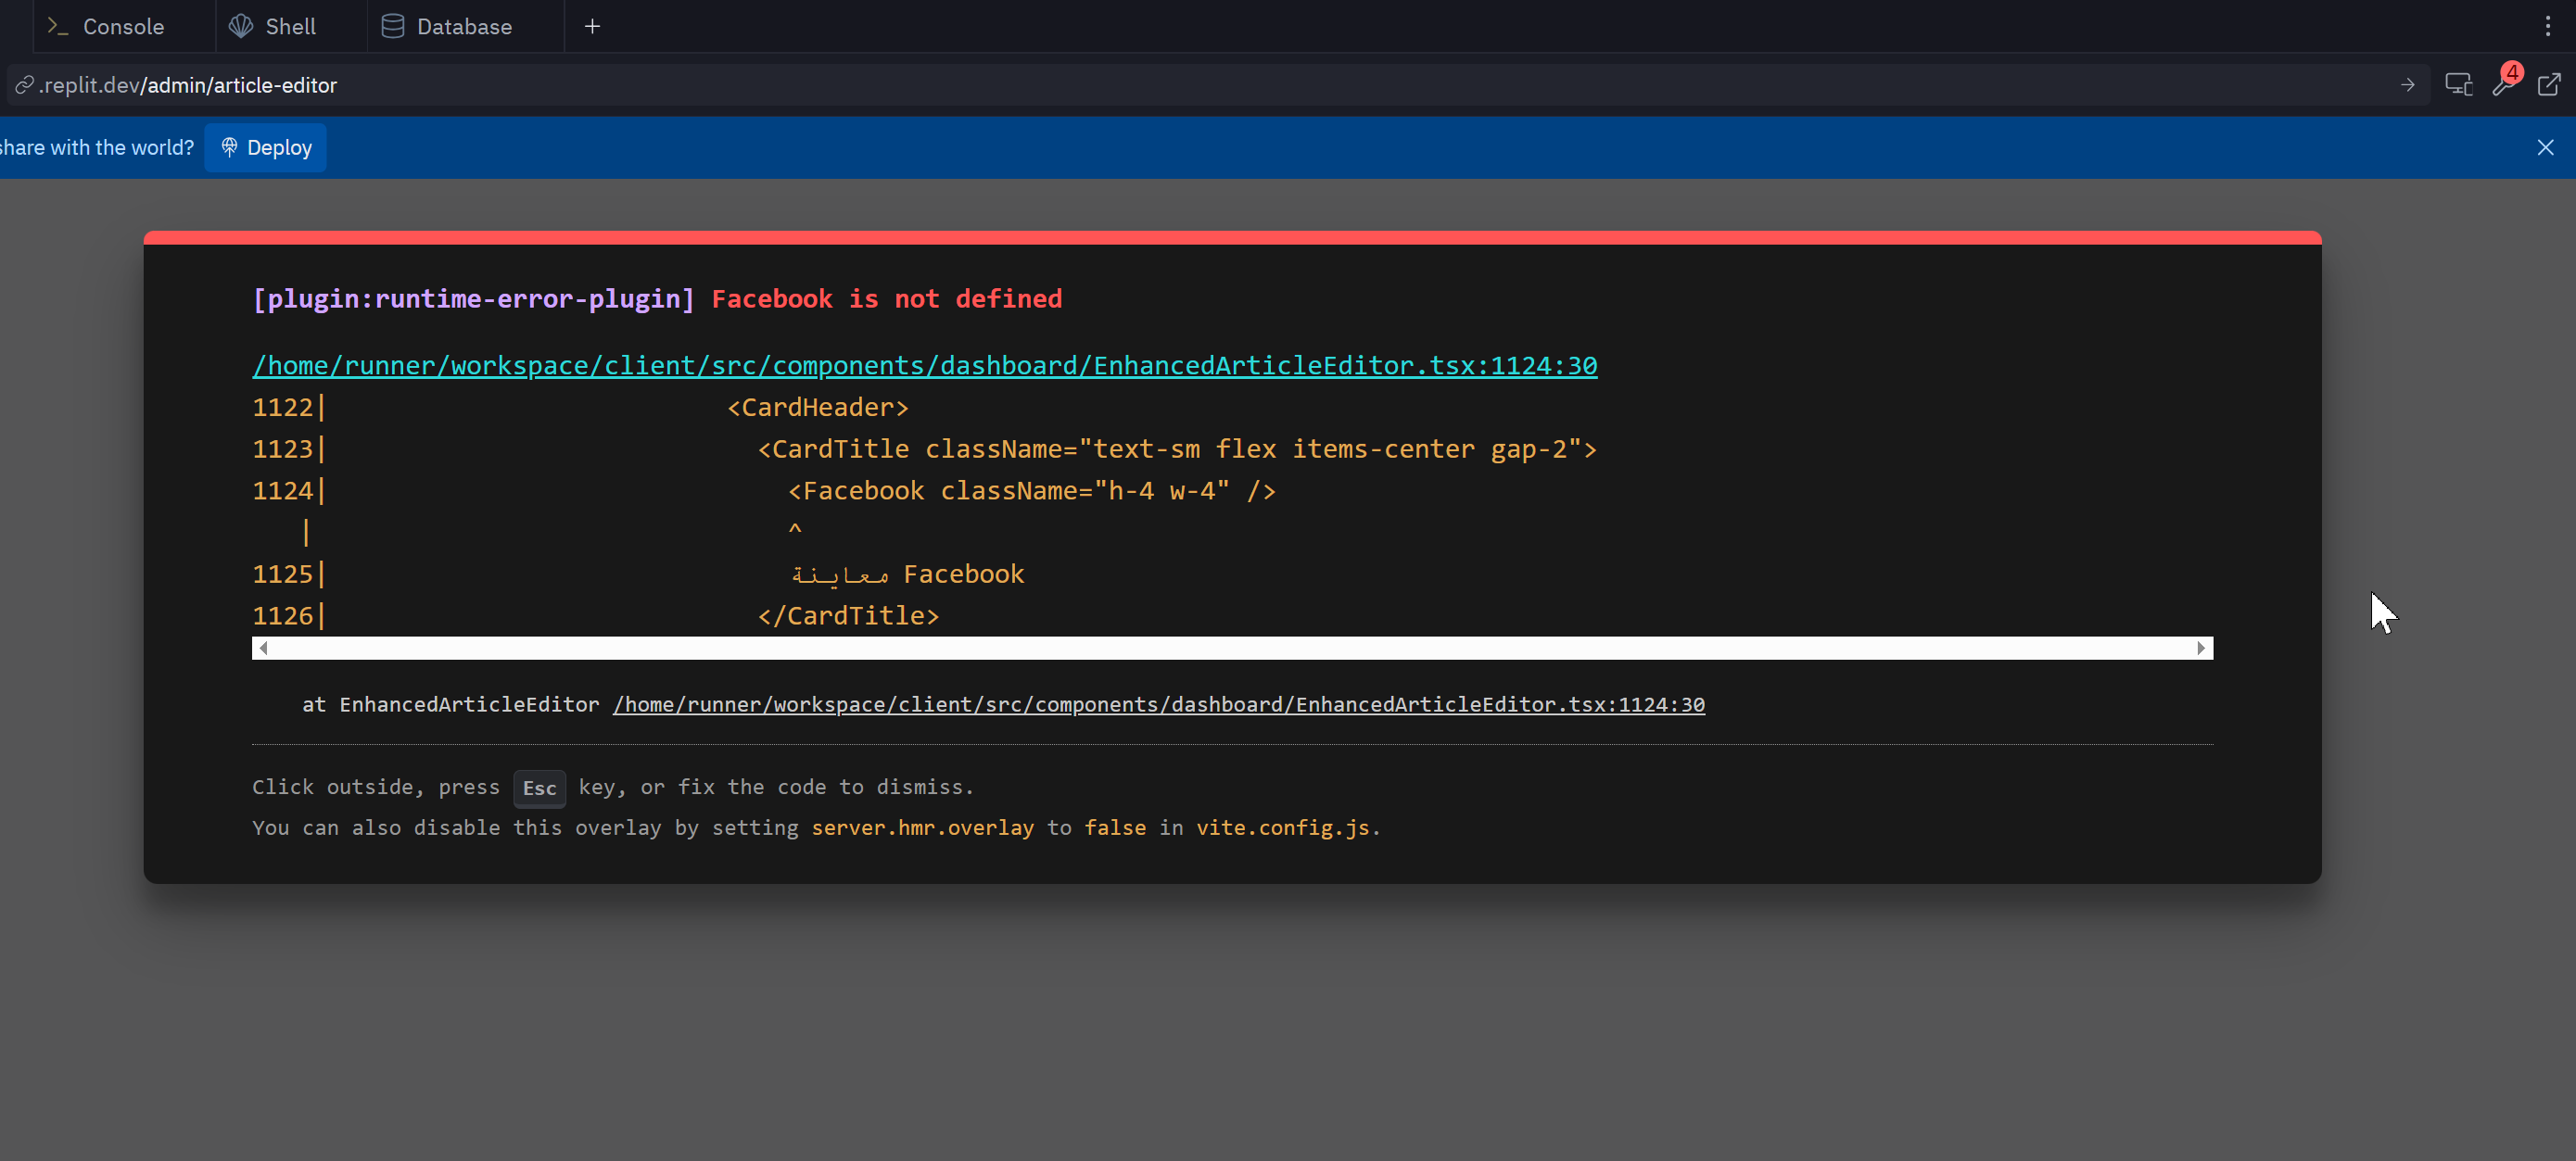 Console
Shell
Database
.replit.dev/admin/article-editor
4
share with the world?
Deploy
[plugin:runtime-error-plugin] Facebook is not defined
/home/runner/workspace/client/src/components/dashboard/EnhancedArticleEditor.tsx:1124:30
1122| <CardHeader>
1123| <CardTitle className="text-sm flex items-center gap-2">
1124| <Facebook className="h-4 w-4" />
| ^
1125| معاينة Facebook
1126| </CardTitle>
at EnhancedArticleEditor /home/runner/workspace/client/src/components/dashboard/EnhancedArticleEditor.tsx:1124:30
Click outside, press Esc key, or fix the code to dismiss.
You can also disable this overlay by setting server.hmr.overlay to false in vite.config.js.